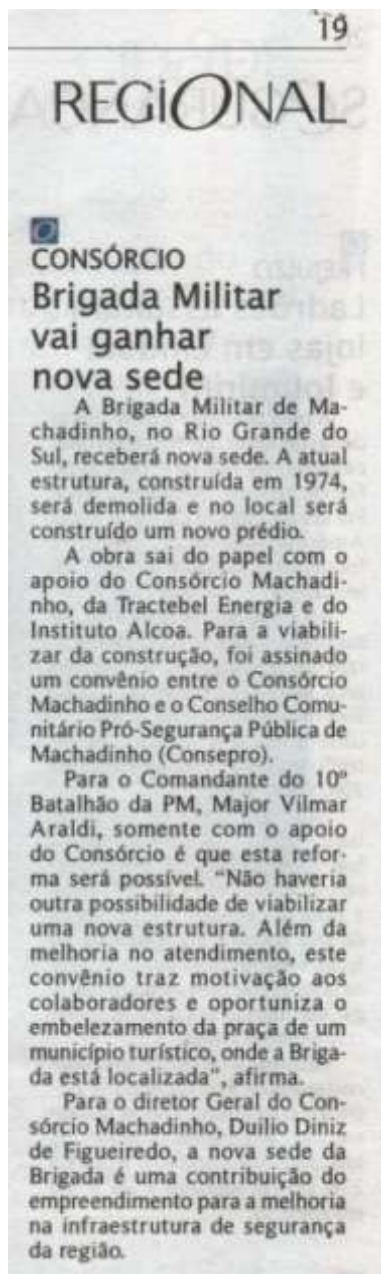 19
REGIONAL
CONSÓRCIO
Brigada Militar
vai ganhar
nova sede
A Brigada Militar de Ma-
chadinho, no Rio Grande do
Sul, receberá nova sede. A atual
estrutura, construída em 1974,
será demolida e no local será
construído um novo prédio.
A obra sai do papel com o
apoio do Consórcio Machadi-
nho, da Tractebel Energia e do
Instituto Alcoa. Para a viabili-
zar da construção, foi assinado
um convênio entre o Consórcio
Machadinho e o Conselho Comu-
nitário Pró-Segurança Pública de
Machadinho (Consepro).
Para o Comandante do 10º
Batalhão da PM, Major Vilmar
Araldi, somente com o apoio
do Consórcio é que esta refor-
ma será possível. “Não haveria
outra possibilidade de viabilizar
uma nova estrutura. Além da
melhoria no atendimento, este
convênio traz motivação aos
colaboradores e oportuniza o
embelezamento da praça de um
município turístico, onde a Briga-
da está localizada”, afirma.
Para o diretor Geral do Con-
sórcio Machadinho, Duilio Diniz
de Figueiredo, a nova sede da
Brigada é uma contribuição do
empreendimento para a melhoria
na infraestrutura de segurança
da região.